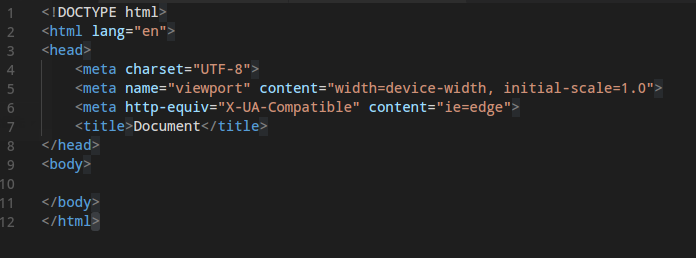 1 <!DOCTYPE html>
2 <html lang="en">
3 <head>
4     <meta charset="UTF-8">
5     <meta name="viewport" content="width=device-width, initial-scale=1.0">
6     <meta http-equiv="X-UA-Compatible" content="ie=edge">
7     <title>Document</title>
8 </head>
9 <body>
10
11 </body>
12 </html>